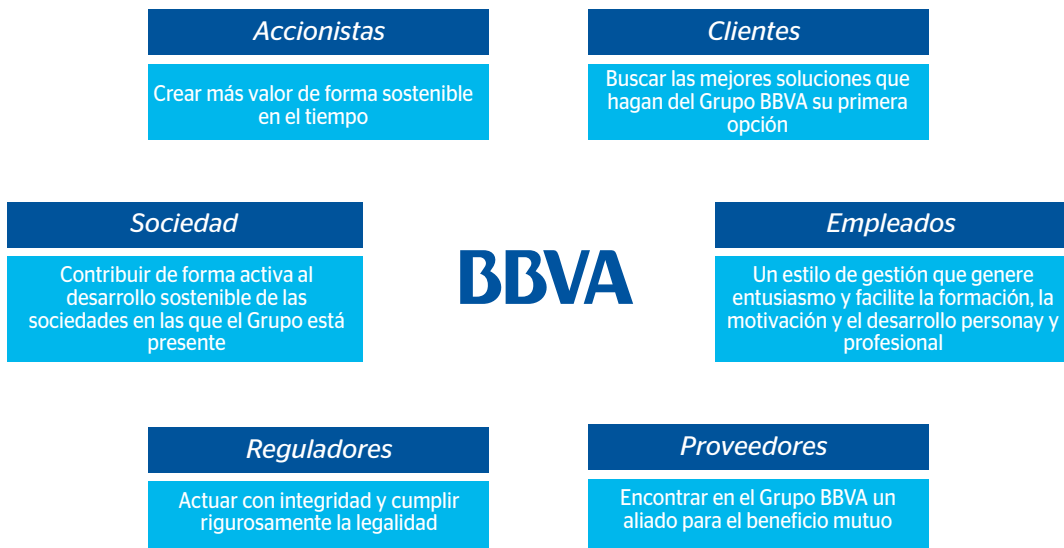 Accionistas
Crear más valor de forma sostenible
en el tiempo
Clientes
Buscar las mejores soluciones que
hagan del Grupo BBVA su primera
opción
Sociedad
Contribuir de forma activa al
desarrollo sostenible de las
sociedades en las que el Grupo está
presente
BBVA
Empleados
Un estilo de gestión que genere
entusiasmo y facilite la formación, la
motivación y el desarrollo personay y
profesional
Reguladores
Actuar con integridad y cumplir
rigurosamente la legalidad
Proveedores
Encontrar en el Grupo BBVA un
aliado para el beneficio mutuo